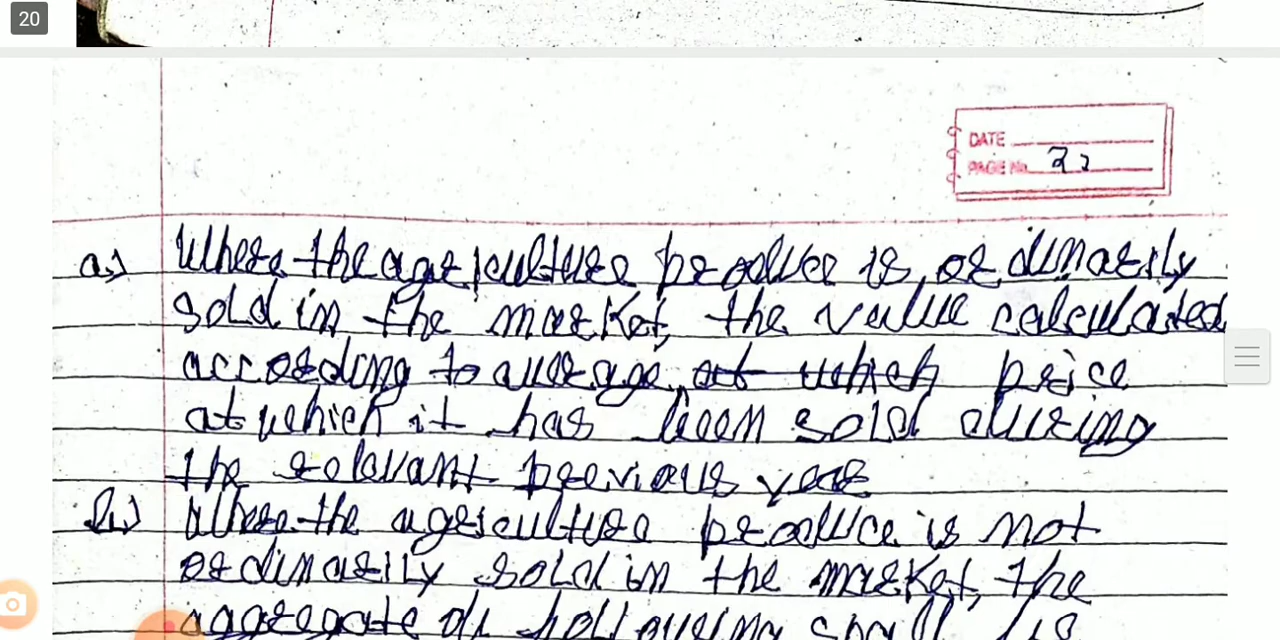 20
DATE
PAGE No. 22
a.) Where the agriculture produce is ordinarily
sold in the market, the value calculated
according to average at which price
at which it has been sold during
the relevant previous year
b.) Where the agriculture produce is not
ordinarily sold in the market, the
aggregate of following shall